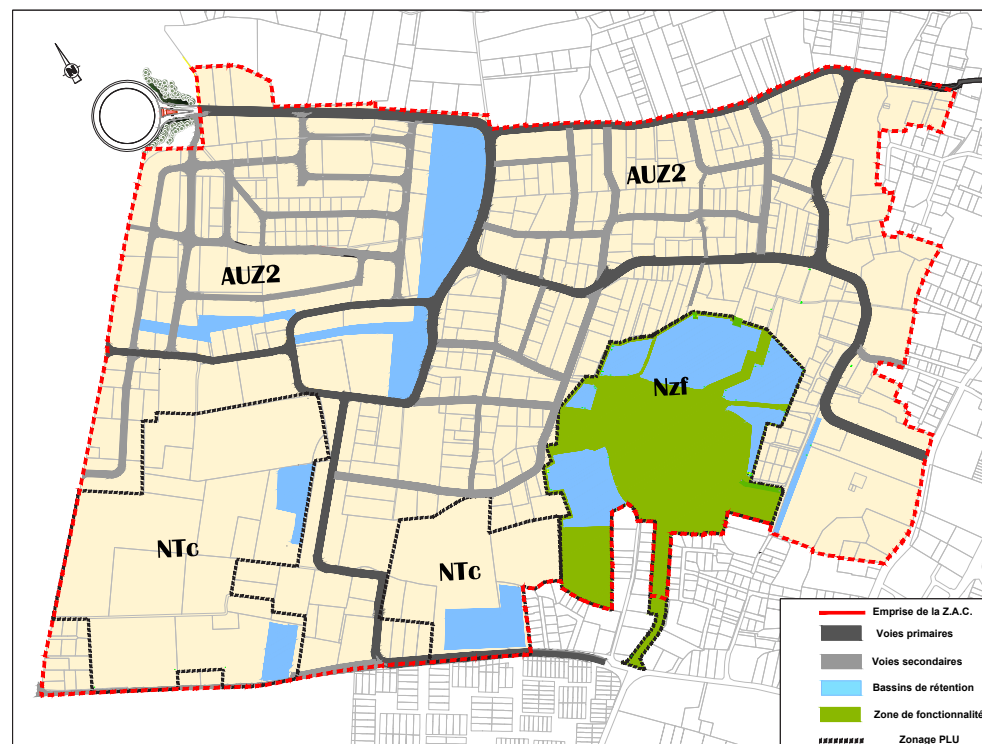 N
AUZ2
AUZ2
Nzf
NTc
NTc
Emprise de la Z.A.C.
Voies primaires
Voies secondaires
Bassins de rétention
Zone de fonctionnalité
Zonage PLU